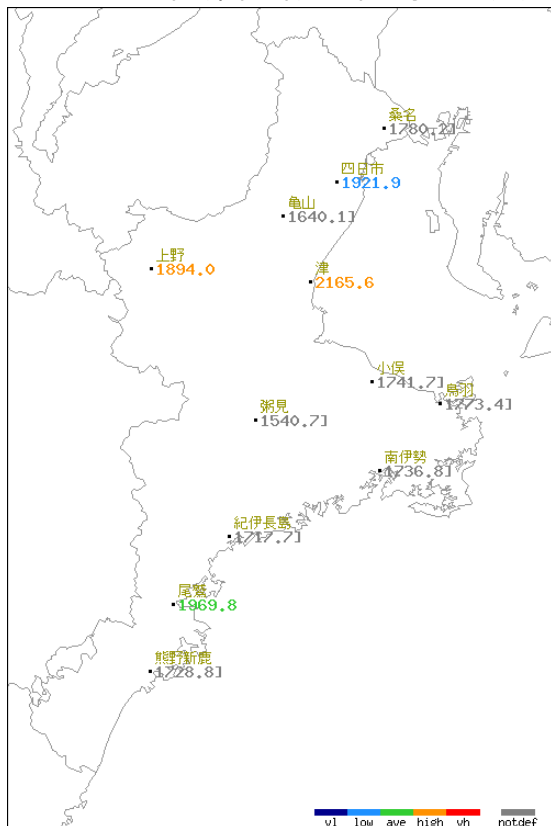 桑名
1780.2]
四日市
1921.9
亀山
1640.1]
上野
1894.0
津
2165.6
小俣
1741.7]
鳥羽
1773.4]
粥見
1540.7]
南伊勢
1736.8]
紀伊長島
1717.7]
尾鷲
1969.8
熊野新鹿
1728.8]
vl low ave high vh notdef